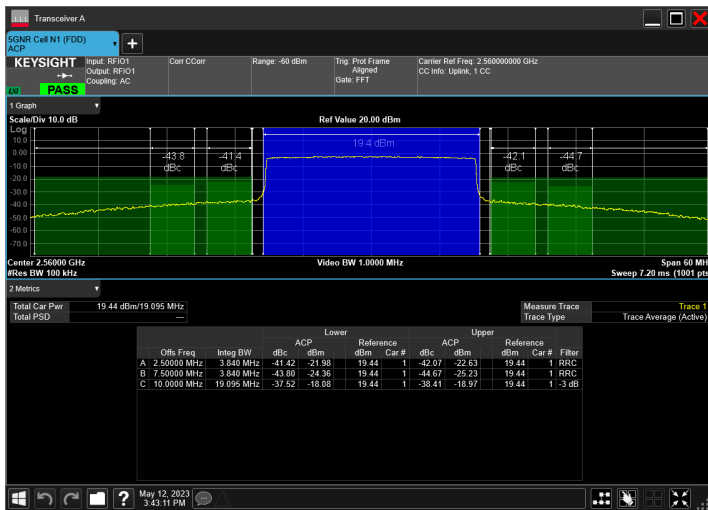 Transceiver A
5GNR Cell N1 (FDD)
ACP
KEYSIGHT
Input: RFIO1
Output: RFIO1
Coupling: AC
Corr CCorr
Range: -60 dBm
Trig: Prot Frame
Aligned
Gate: FFT
Carrier Ref Freq: 2.560000000 GHz
CC Info: Uplink, 1 CC
PASS
1 Graph
Scale/Div 10.0 dB
Ref Value 20.00 dBm
Log
10.0
0.00
-10.0
-20.0
-30.0
-40.0
-50.0
-60.0
-70.0
-43.8
dBc
-41.4
dBc
19.4 dBm
-42.1
dBc
-44.7
dBc
Center 2.5600 GHz
Video BW 1.0000 MHz
Span 60 MH
#Res BW 100 kHz
Sweep 7.20 ms (1001 pts
2 Metrics
Total Car Pwr 19.44 dBm/19.095 MHz
Total PSD ---
Measure Trace Trace 1
Trace Type Trace Average (Active)
Lower Upper
ACP Reference ACP Reference
Offs Freq Integ BW dBc dBm dBm Car # dBc dBm dBm Car # Filter
A 2.50000 MHz 3.840 MHz -41.42 -21.98 19.44 1 -42.07 -22.63 19.44 1 RRC
B 7.50000 MHz 3.840 MHz -43.80 -24.36 19.44 1 -44.67 -25.23 19.44 1 RRC
C 10.0000 MHz 19.095 MHz -37.52 -18.08 19.44 1 -38.41 -18.97 19.44 1 -3 dB
May 12, 2023
3:43:11 PM